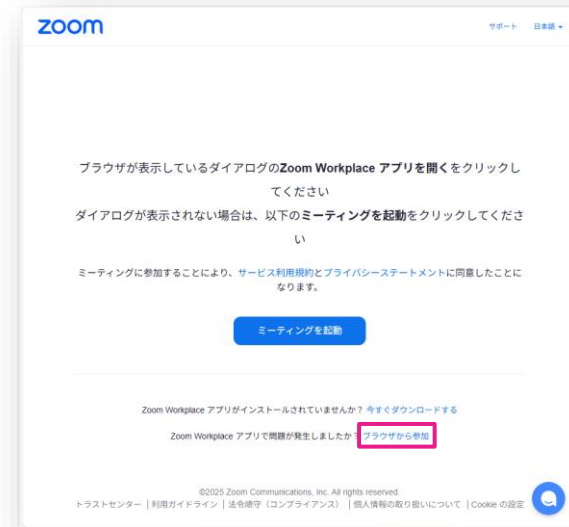 zoom
サポート 日本語
ブラウザが表示しているダイアログのZoom Workplace アプリを開くをクリックし
てください
ダイアログが表示されない場合は、以下のミーティングを起動をクリックしてくださ
い
ミーティングに参加することにより、サービス利用規約とプライバシーステートメントに同意したことに
なります。
ミーティングを起動
Zoom Workplace アプリがインストールされていませんか？ 今すぐダウンロードする
Zoom Workplace アプリで問題が発生しましたか？ ブラウザから参加
©2025 Zoom Communications, Inc. All rights reserved.
トラストセンター | 利用ガイドライン | 法令順守（コンプライアンス） | 個人情報の取り扱いについて | Cookie の設定